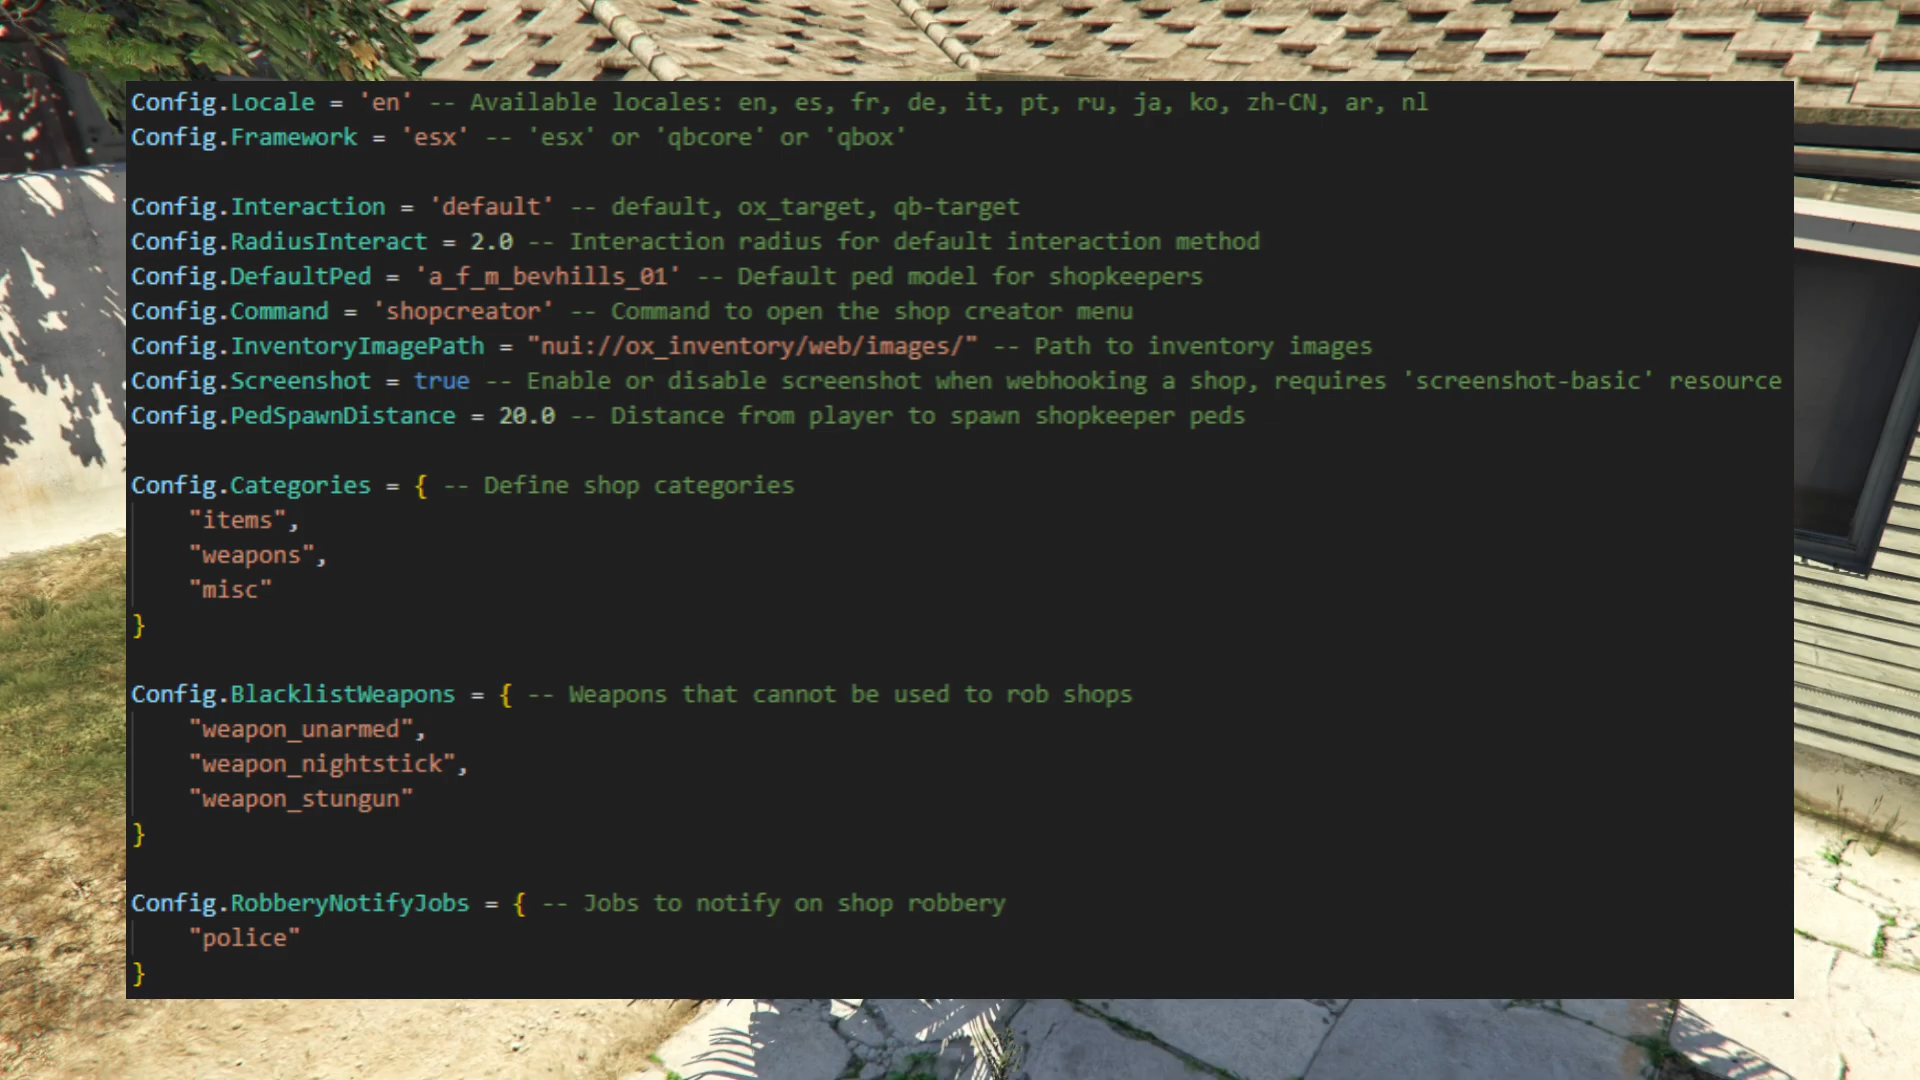 Config.Locale = 'en' -- Available locales: en, es, fr, de, it, pt, ru, ja, ko, zh-CN, ar, nl
Config.Framework = 'esx' -- 'esx' or 'qbcore' or 'qbox'
Config.Interaction = 'default' -- default, ox_target, qb-target
Config.RadiusInteract = 2.0 -- Interaction radius for default interaction method
Config.DefaultPed = 'a_f_m_bevhills_01' -- Default ped model for shopkeepers
Config.Command = 'shopcreator' -- Command to open the shop creator menu
Config.InventoryImagePath = "nui://ox_inventory/web/images/" -- Path to inventory images
Config.Screenshot = true -- Enable or disable screenshot when webhooking a shop, requires 'screenshot-basic' resource
Config.PedSpawnDistance = 20.0 -- Distance from player to spawn shopkeeper peds
Config.Categories = { -- Define shop categories
    "items",
    "weapons",
    "misc"
}
Config.BlacklistWeapons = { -- Weapons that cannot be used to rob shops
    "weapon_unarmed",
    "weapon_nightstick",
    "weapon_stungun"
}
Config.RobberyNotifyJobs = { -- Jobs to notify on shop robbery
    "police"
}